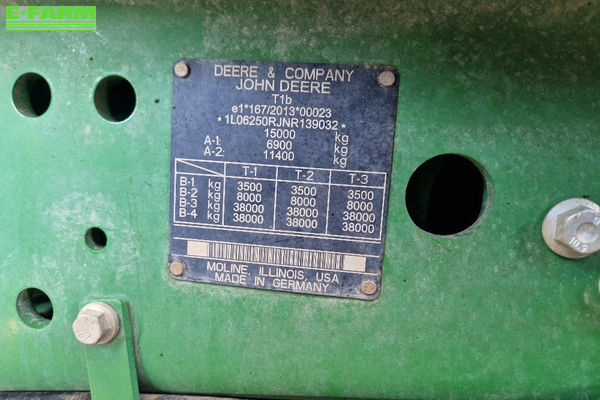 E-FARM
DEERE & COMPANY
JOHN DEERE
T1b
e1*167/2013*00023
*1L06250RJNR139032*
15000 kg
A-1: 6900 kg
A-2: 11400 kg
T-1 T-2 T-3
B-1 kg 3500 3500 3500
B-2 kg 8000 8000 8000
B-3 kg 38000 38000 38000
B-4 kg 38000 38000 38000
MOLINE, ILLINOIS, USA
MADE IN GERMANY